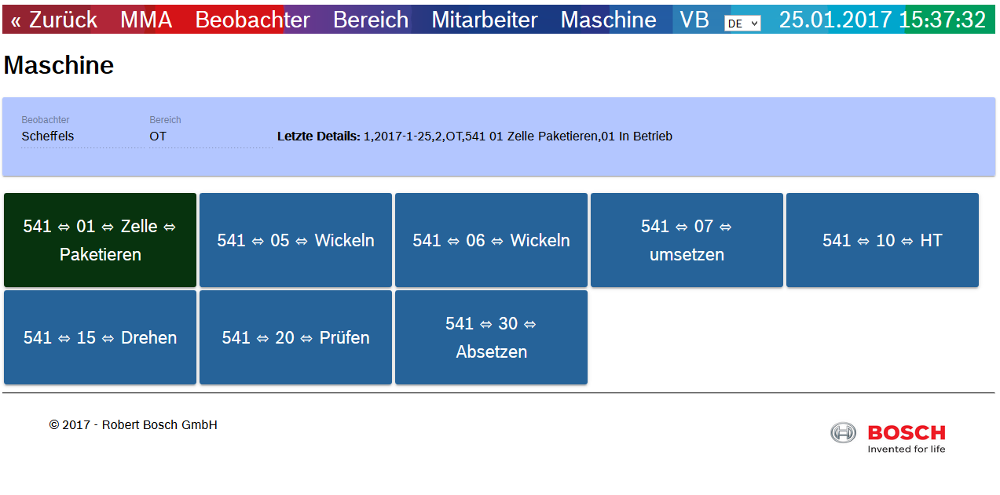 « Zurück MMA Beobachter Bereich Mitarbeiter Maschine VB DE 25.01.2017 15:37:32
Maschine
Beobachter Bereich
Scheffels OT Letzte Details: 1,2017-1-25,2,OT,541 01 Zelle Paketieren,01 In Betrieb
541 ⇔ 01 ⇔ Zelle ⇔
Paketieren
541 ⇔ 05 ⇔ Wickeln
541 ⇔ 06 ⇔ Wickeln
541 ⇔ 07 ⇔
umsetzen
541 ⇔ 10 ⇔ HT
541 ⇔ 15 ⇔ Drehen
541 ⇔ 20 ⇔ Prüfen
541 ⇔ 30 ⇔
Absetzen
© 2017 - Robert Bosch GmbH
BOSCH
Invented for life